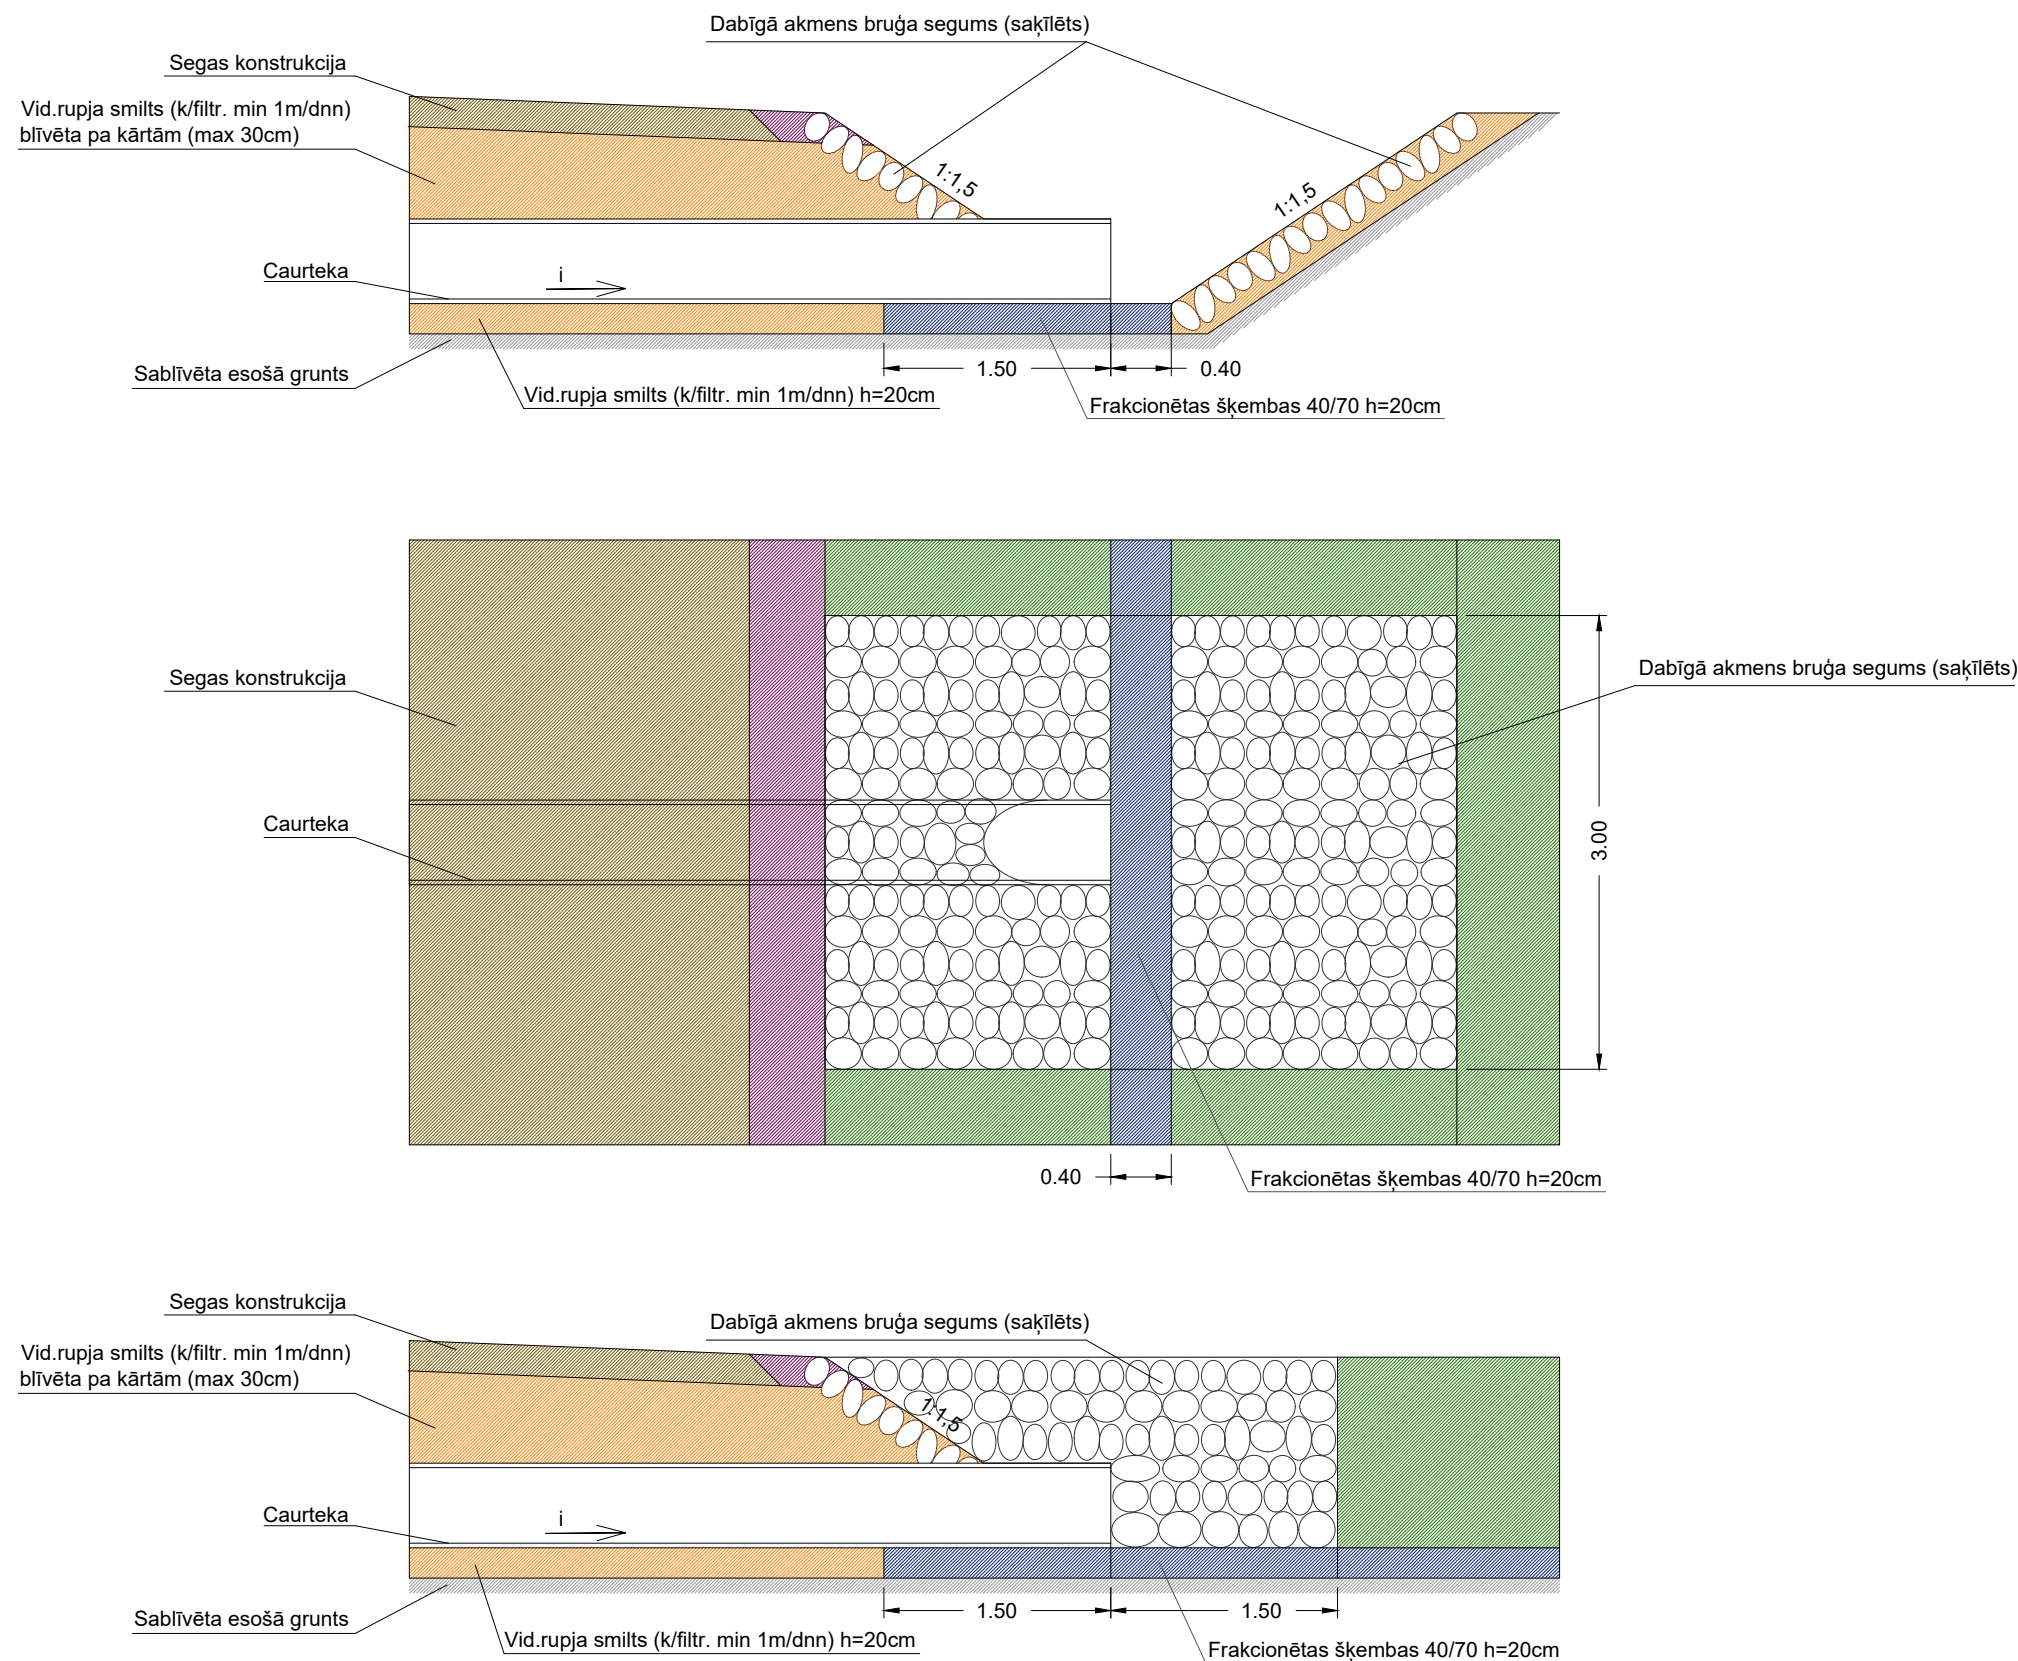 Dabīgā akmens bruģa segums (saķīlēts)
Segas konstrukcija
Vid.rupja smilts (k/filtr. min 1m/dnn)
blīvēta pa kārtām (max 30cm)
1:1,5
1:1,5
Caurteka
i
Sablīvēta esošā grunts
1.50
0.40
Vid.rupja smilts (k/filtr. min 1m/dnn) h=20cm
Frakcionētas šķembas 40/70 h=20cm
Segas konstrukcija
Dabīgā akmens bruģa segums (saķīlēts)
Caurteka
3.00
0.40
Frakcionētas šķembas 40/70 h=20cm
Segas konstrukcija
Dabīgā akmens bruģa segums (saķīlēts)
Vid.rupja smilts (k/filtr. min 1m/dnn)
blīvēta pa kārtām (max 30cm)
1:1,5
Caurteka
i
Sablīvēta esošā grunts
1.50
1.50
Vid.rupja smilts (k/filtr. min 1m/dnn) h=20cm
Frakcionētas šķembas 40/70 h=20cm